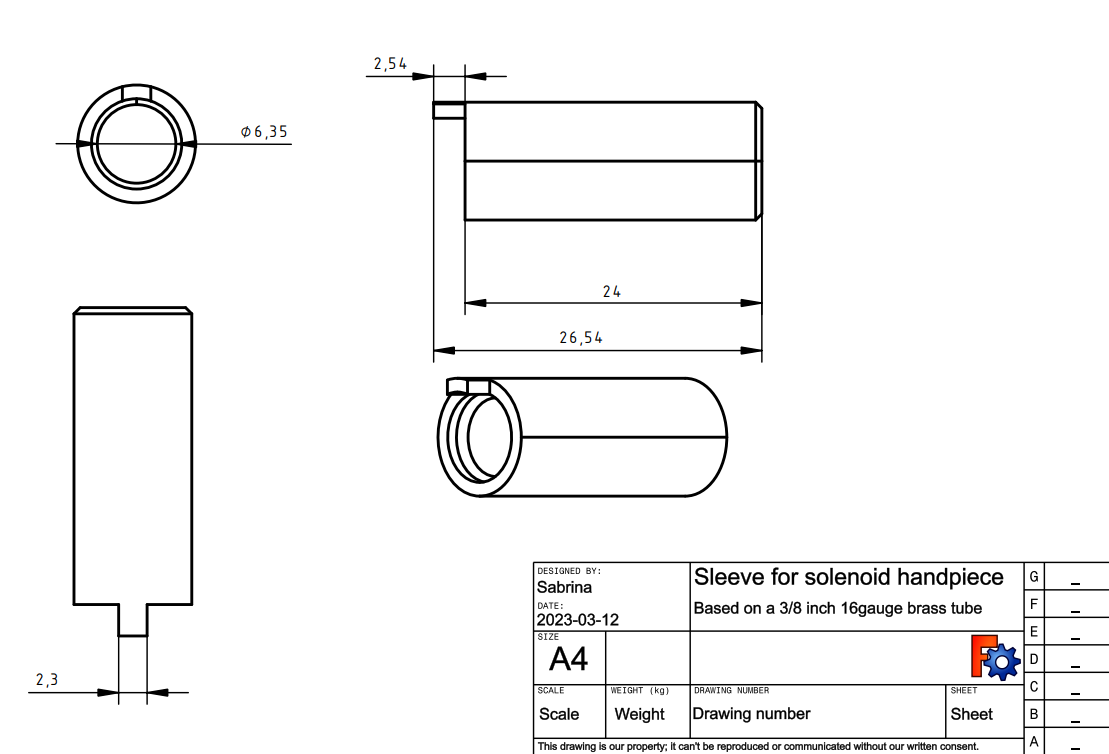 2,54
Φ6,35
24
26,54
2,3
DESIGNED BY:
Sabrina
DATE:
2023-03-12
SIZE
A4
Sleeve for solenoid handpiece
Based on a 3/8 inch 16gauge brass tube
SCALE
Scale
WEIGHT (kg)
Weight
DRAWING NUMBER
Drawing number
SHEET
Sheet
This drawing is our property; it can't be reproduced or communicated without our written consent.
G _
F _
E _
D _
C _
B _
A _